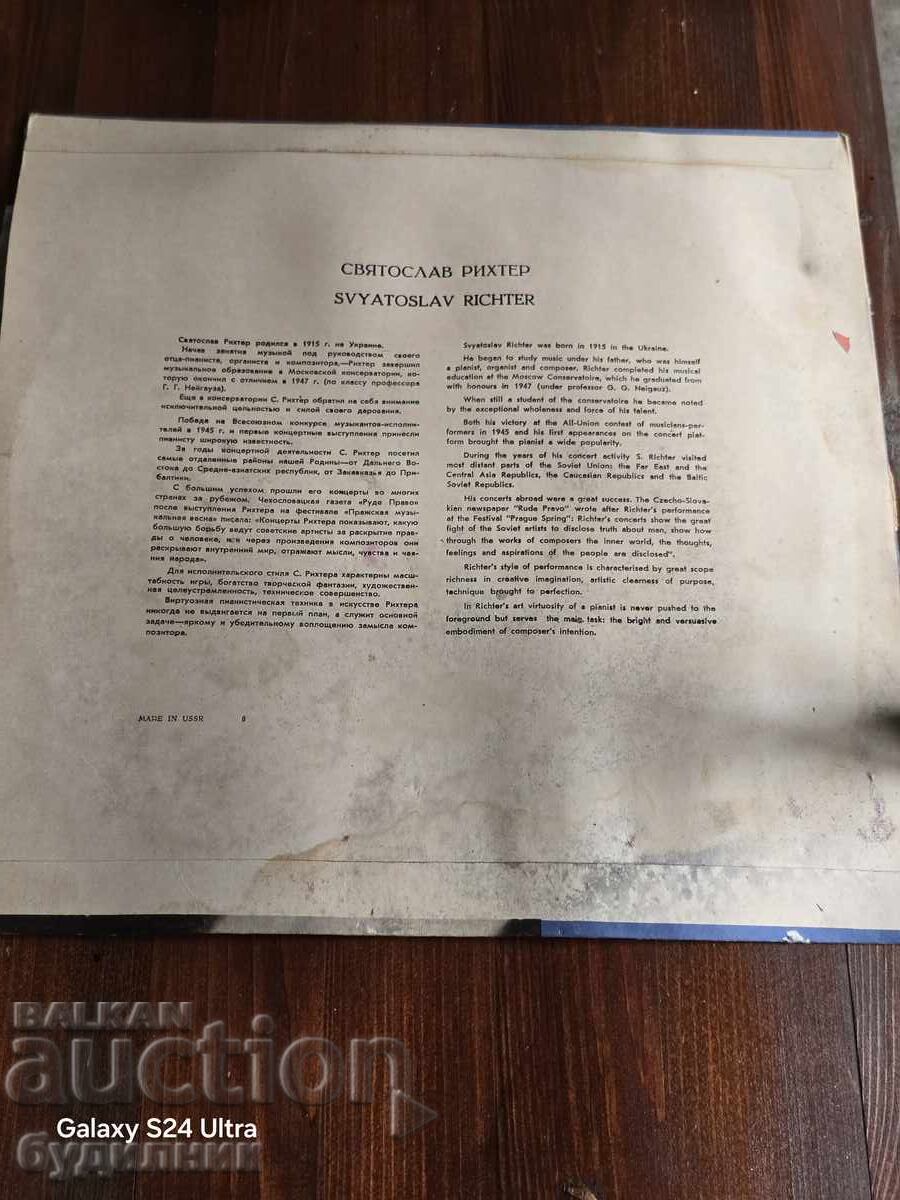 СВЯТОСЛАВ РИХТЕР
SVYATOSLAV RICHTER
Святослав Рихтер родился в 1915 г. на Украине.
Начав занятия музыкой под руководством своего
отца-пианиста, органиста и композитора,—Рихтер завершил
музыкальное образование в Московской консерватории, ко-
торую окончил с отличием в 1947 г. (по классу профессора
Г. Г. Нейгауза).
Еще в консерватории С. Рихтер обратил на себя внимание
исключительной цельностью и силой своего дарования.
Победа на Всесоюзном конкурсе музыкантов-исполни-
телей в 1945 г. и первые концертные выступления принесли
пианисту широкую известность.
За годы концертной деятельности С. Рихтер посетил
самые отдаленные районы нашей Родины—от Дальнего Во-
стока до Средне-азиатских республик, от Закавказья до При-
балтики.
С большим успехом прошли его концерты во многих
странах за рубежом. Чехословацкая газета «Руде Право»
после выступления Рихтера на фестивале «Пражская музы-
кальная весна» писала: «Концерты Рихтера показывают, какую
большую борьбу ведут советские артисты за раскрытие прав-
ды о человеке, как через произведения композиторов они
раскрывают внутренний мир, отражают мысли, чувства и чая-
ния народа».
Для исполнительского стиля С. Рихтера характерны масш-
табность игры, богатство творческой фантазии, художествен-
ная целеустремленность, техническое совершенство.
Виртуозная пианистическая техника в искусстве Рихтера
никогда не выдвигается на первый план, а служит основной
задаче—яркому и убедительному воплощению замысла ком-
позитора.
MADE IN USSR 8
Svyatoslav Richter was born in 1915 in the Ukraine.
He began to study music under his father, who was himself
a pianist, organist and composer. Richter completed his musical
education at the Moscow Conservatoire, which he graduated from
with honours in 1947 (under professor G. G. Neigauz).
When still a student of the conservatoire he became noted
by the exceptional wholeness and force of his talent.
Both his victory at the All-Union contest of musicians-per-
formers in 1945 and his first appearances on the concert plat-
form brought the pianist a wide popularity.
During the years of his concert activity S. Richter visited
most distant parts of the Soviet Union: the Far East and the
Central Asia Republics, the Caucasian Republics and the Baltic
Soviet Republics.
His concerts abroad were a great success. The Czecho-Slova-
kien newspaper "Rude Pravo" wrote after Richter's performance
at the Festival "Prague Spring": Richter's concerts show the great
fight of the Soviet artists to disclose truth about man, show how
through the works of composers the inner world, the thoughts,
feelings and aspirations of the people are disclosed".
Richter's style of performance is characterised by great scope
richness in creative imagination, artistic clearness of purpose,
technique brought to perfection.
In Richter's art virtuosity of a pianist is never pushed to the
foreground but serves the main task: the bright and versuasive
embodiment of composer's intention.
BALKAN
auction
Galaxy S24 Ultra
будилник